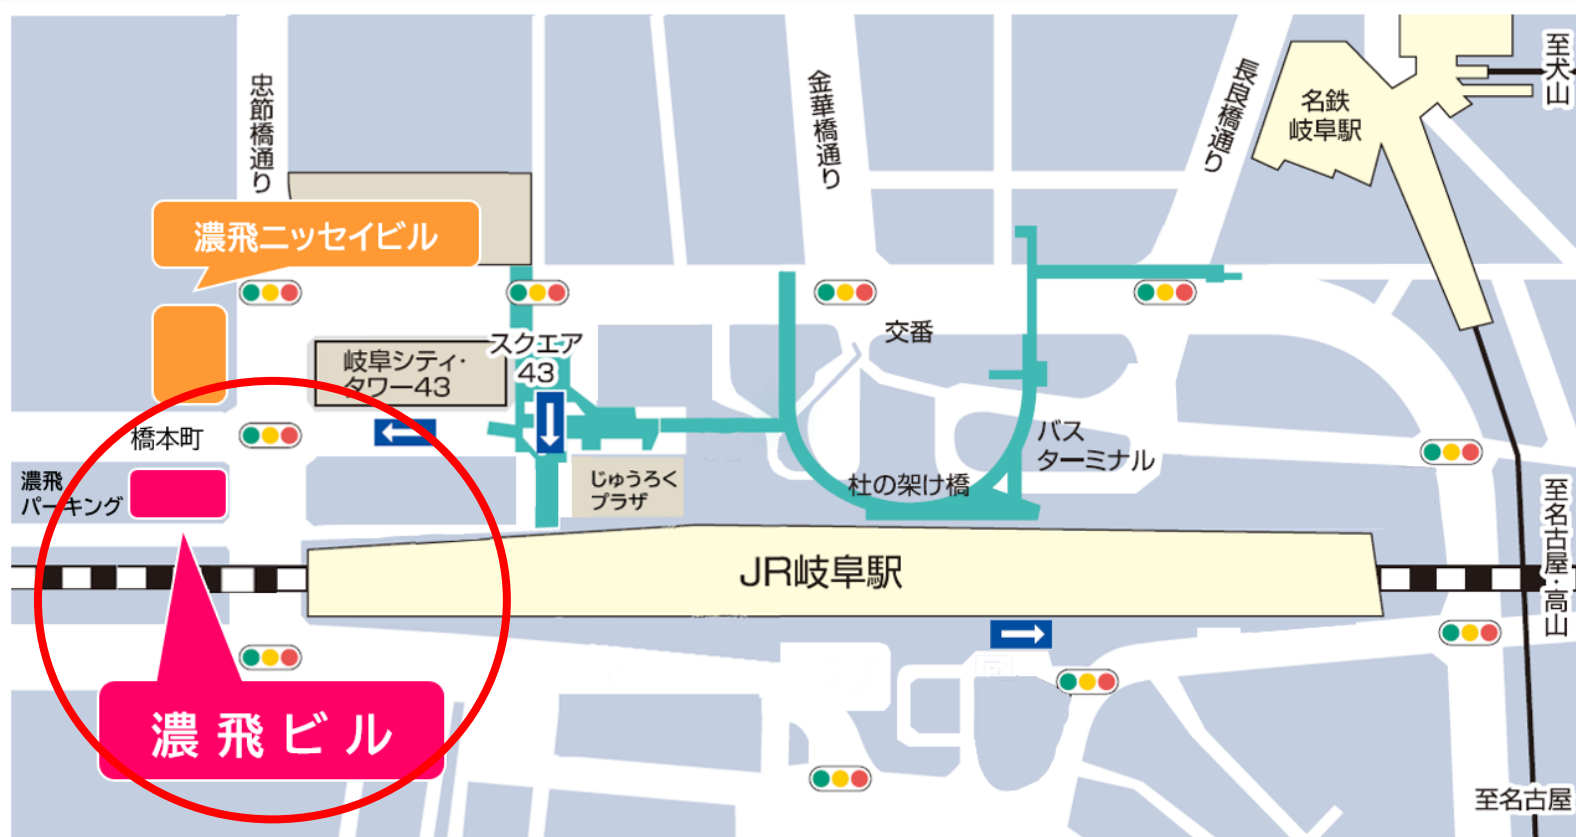 忠節橋通り
金華橋通り
長良橋通り
名鉄
岐阜駅
至犬山
濃飛ニッセイビル
岐阜シティ・
タワー43
スクエア
43
交番
橋本町
濃飛
パーキング
じゅうろく
プラザ
杜の架け橋
バス
ターミナル
JR岐阜駅
至名古屋・高山
濃飛ビル
至名古屋